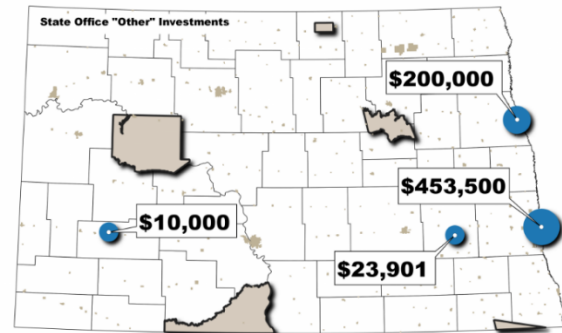 State Office "Other" Investments
$200,000
$453,500
$10,000
$23,901